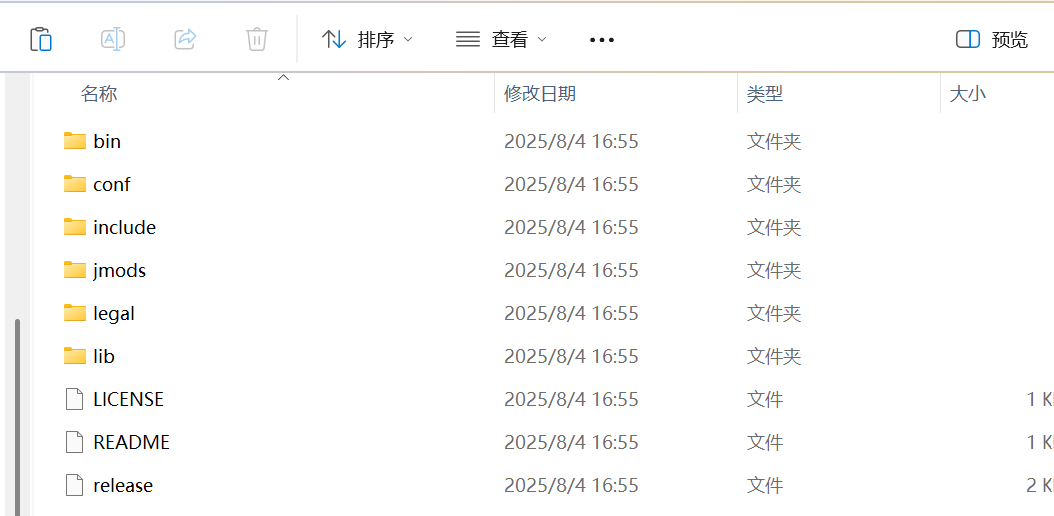 排序 查看 预览
名称 修改日期 类型 大小
bin 2025/8/4 16:55 文件夹
conf 2025/8/4 16:55 文件夹
include 2025/8/4 16:55 文件夹
jmods 2025/8/4 16:55 文件夹
legal 2025/8/4 16:55 文件夹
lib 2025/8/4 16:55 文件夹
LICENSE 2025/8/4 16:55 文件 1 K
README 2025/8/4 16:55 文件 1 K
release 2025/8/4 16:55 文件 2 K